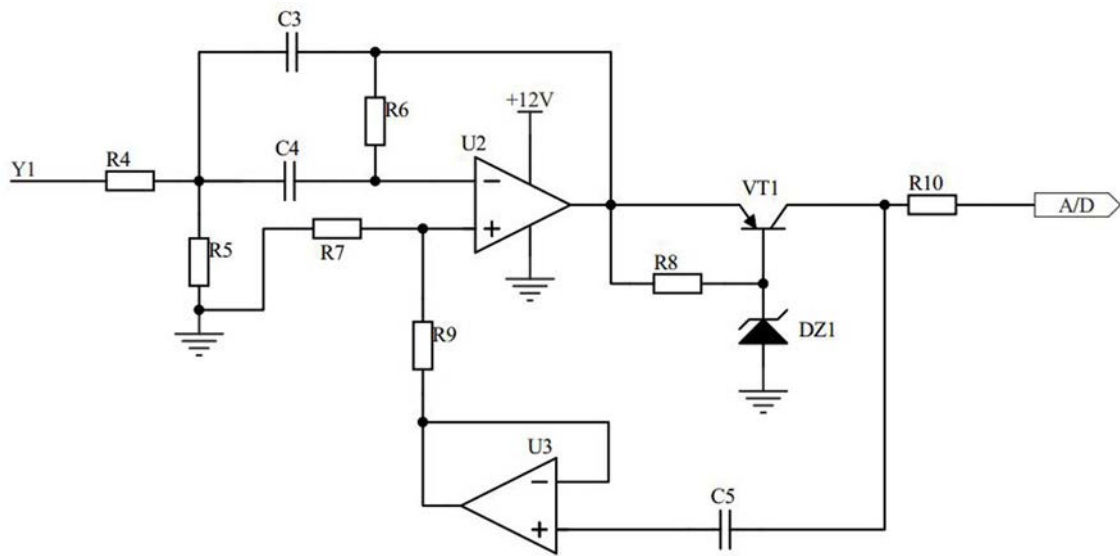 C3
R6
+12V
U2
C4
R4
Y1
VT1
R10
A/D
−
+
R5
R7
R8
DZ1
R9
U3
−
+
C5